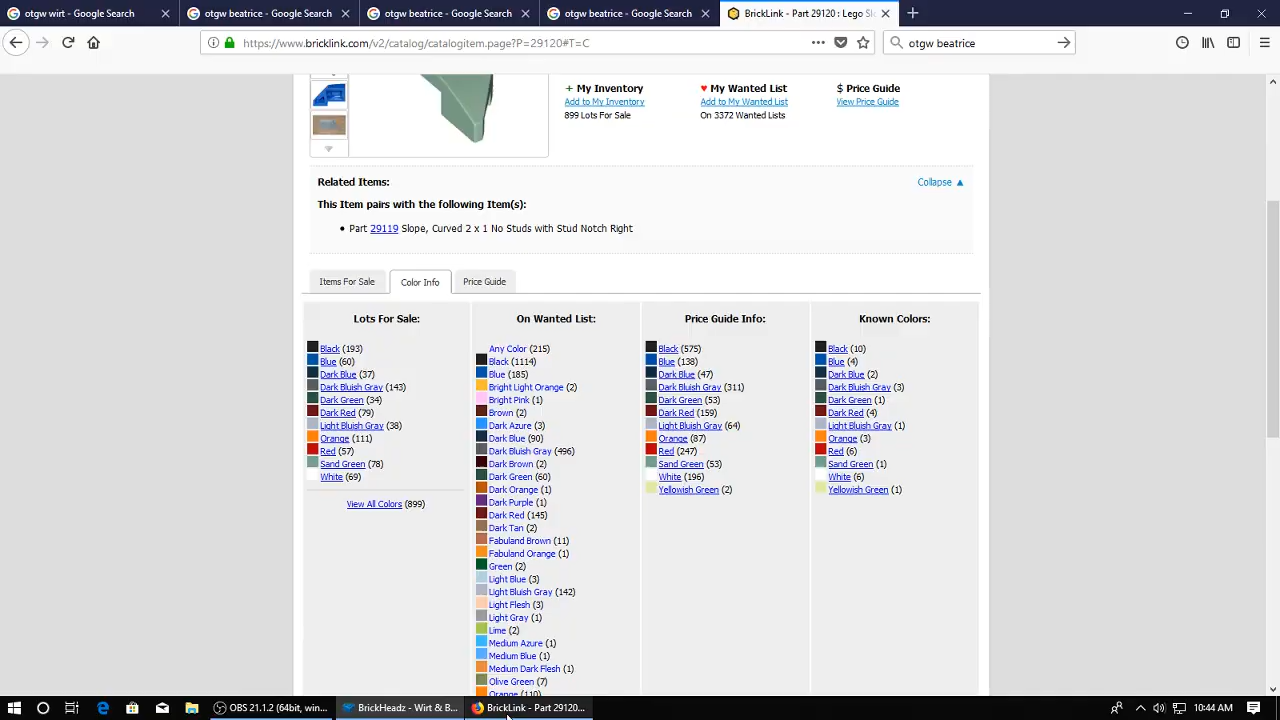 otgw wirt - Google Search
otgw beatrice - Google Search
otgw beatrice - Google Search
otgw beatrice - Google Search
BrickLink - Part 29120 : Lego Sl
https://www.bricklink.com/v2/catalog/catalogitem.page?P=29120#T=C
otgw beatrice
+ My Inventory
Add to My Inventory
899 Lots For Sale
♥ My Wanted List
Add to My Wanted List
On 3372 Wanted Lists
$ Price Guide
View Price Guide
Related Items:
Collapse ▲
This Item pairs with the following Item(s):
• Part 29119 Slope, Curved 2 x 1 No Studs with Stud Notch Right
Items For Sale
Color Info
Price Guide
Lots For Sale:
Black (193)
Blue (60)
Dark Blue (37)
Dark Bluish Gray (143)
Dark Green (34)
Dark Red (79)
Light Bluish Gray (38)
Orange (111)
Red (57)
Sand Green (78)
White (69)
View All Colors (899)
On Wanted List:
Any Color (215)
Black (1114)
Blue (185)
Bright Light Orange (2)
Bright Pink (1)
Brown (2)
Dark Azure (3)
Dark Blue (90)
Dark Bluish Gray (496)
Dark Brown (2)
Dark Green (60)
Dark Orange (1)
Dark Purple (1)
Dark Red (145)
Dark Tan (2)
Fabuland Brown (11)
Fabuland Orange (1)
Green (2)
Light Blue (3)
Light Bluish Gray (142)
Light Flesh (3)
Light Gray (1)
Lime (2)
Medium Azure (1)
Medium Blue (1)
Medium Dark Flesh (1)
Olive Green (7)
Orange (110)
Price Guide Info:
Black (575)
Blue (138)
Dark Blue (47)
Dark Bluish Gray (311)
Dark Green (53)
Dark Red (159)
Light Bluish Gray (64)
Orange (87)
Red (247)
Sand Green (53)
White (196)
Yellowish Green (2)
Known Colors:
Black (10)
Blue (4)
Dark Blue (2)
Dark Bluish Gray (3)
Dark Green (1)
Dark Red (4)
Light Bluish Gray (1)
Orange (3)
Red (6)
Sand Green (1)
White (6)
Yellowish Green (1)
OBS 21.1.2 (64bit, win...
BrickHeadz - Wirt & B...
BrickLink - Part 29120...
10:44 AM